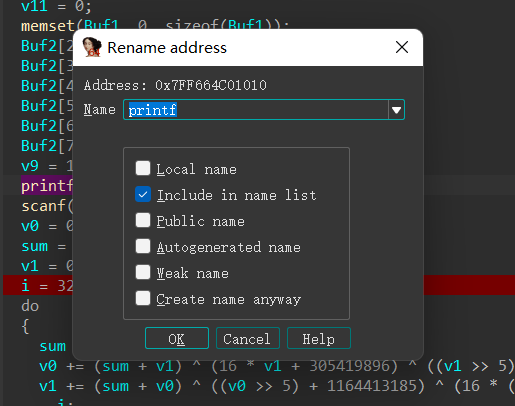 v11 = 0;
memset(Buf1, 0, sizeof(Buf1));
Buf2[2
Rename address
Buf2[3
Address: 0x7FF664C01010
Buf2[4
Name printf
Buf2[5
Buf2[6
Buf2[7
Local name
v9 = 1
Include in name list
printf
scanf(
Public name
v0 = 0
Autogenerated name
sum =
v1 = 0
Weak name
i = 32
Create name anyway
do
{
OK Cancel Help
sum
v0 += (sum + v1) ^ (16 * v1 + 305419896) ^ ((v1 >> 5)
v1 += (sum + v0) ^ ((v0 >> 5) + 1164413185) ^ (16 * (